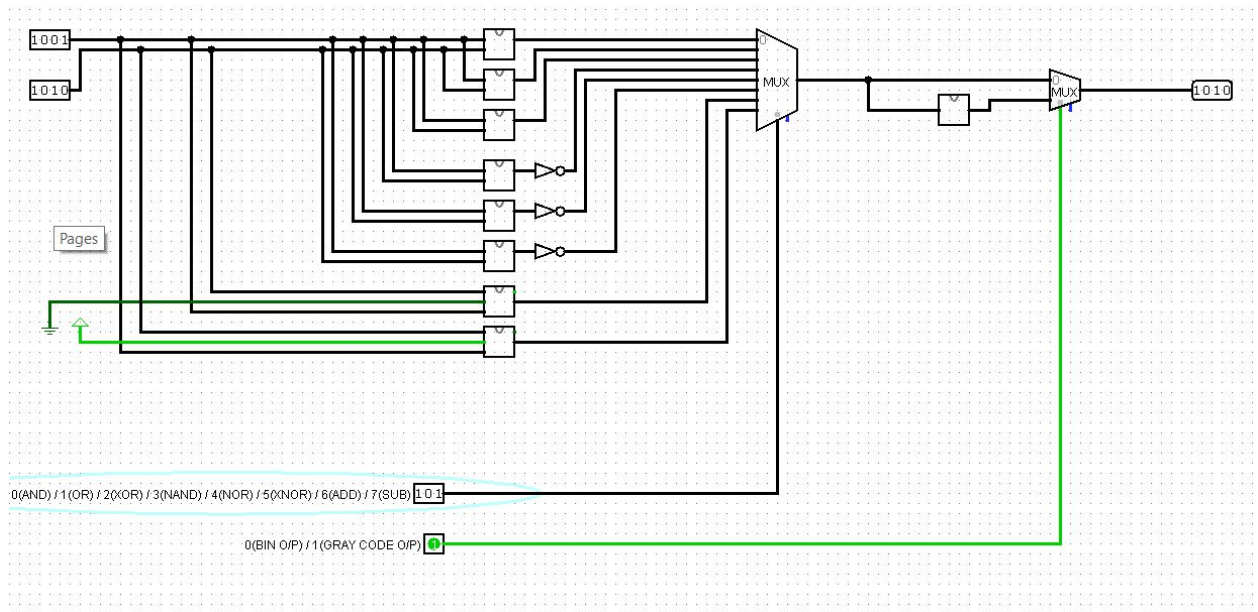 1001
1010
0
MUX
0
MUX
1010
Pages
0(AND) / 1(OR) / 2(XOR) / 3(NAND) / 4(NOR) / 5(XNOR) / 6(ADD) / 7(SUB) 101
0(BIN O/P) / 1(GRAY CODE O/P) 1